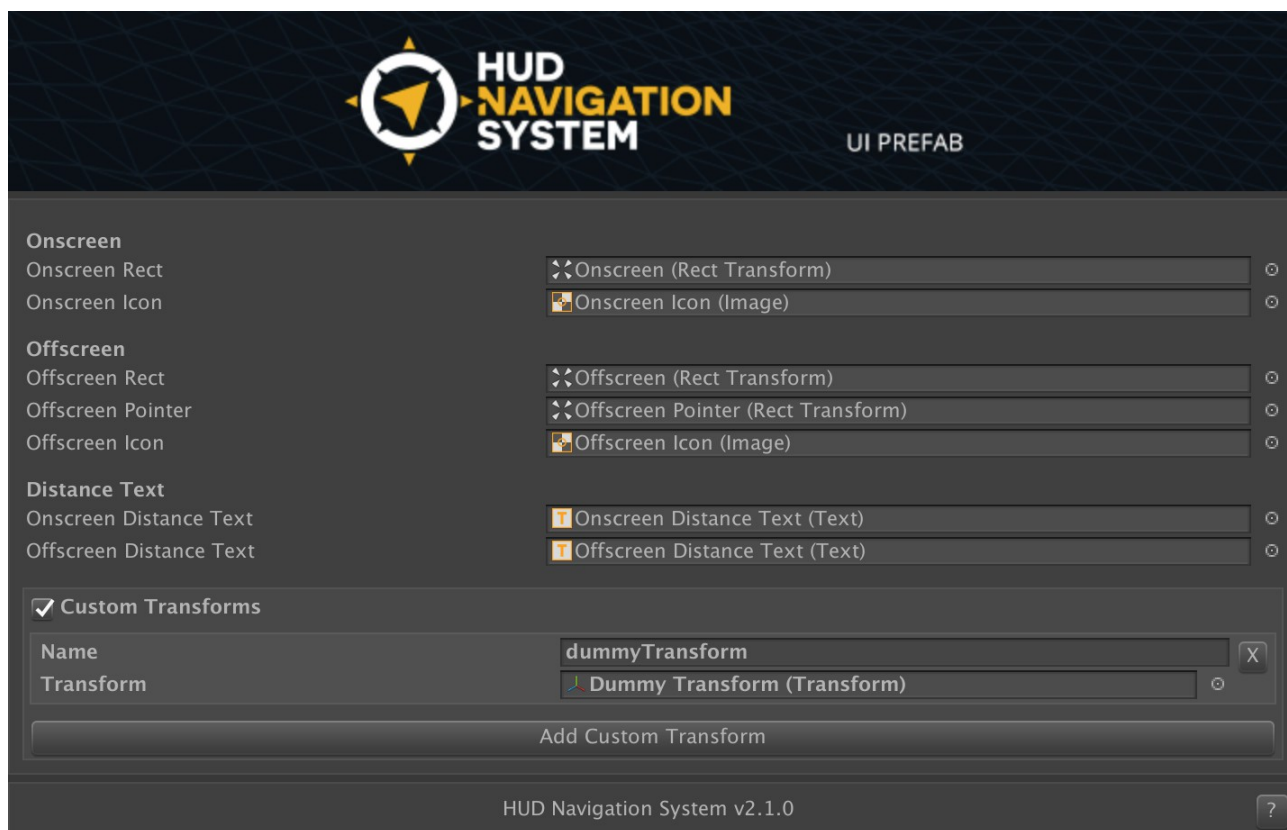 HUD
NAVIGATION
SYSTEM
UI PREFAB
Onscreen
Onscreen Rect Onscreen (Rect Transform)
Onscreen Icon Onscreen Icon (Image)
Offscreen
Offscreen Rect Offscreen (Rect Transform)
Offscreen Pointer Offscreen Pointer (Rect Transform)
Offscreen Icon Offscreen Icon (Image)
Distance Text
Onscreen Distance Text T Onscreen Distance Text (Text)
Offscreen Distance Text T Offscreen Distance Text (Text)
Custom Transforms
Name dummyTransform X
Transform Dummy Transform (Transform)
Add Custom Transform
HUD Navigation System v2.1.0 ?